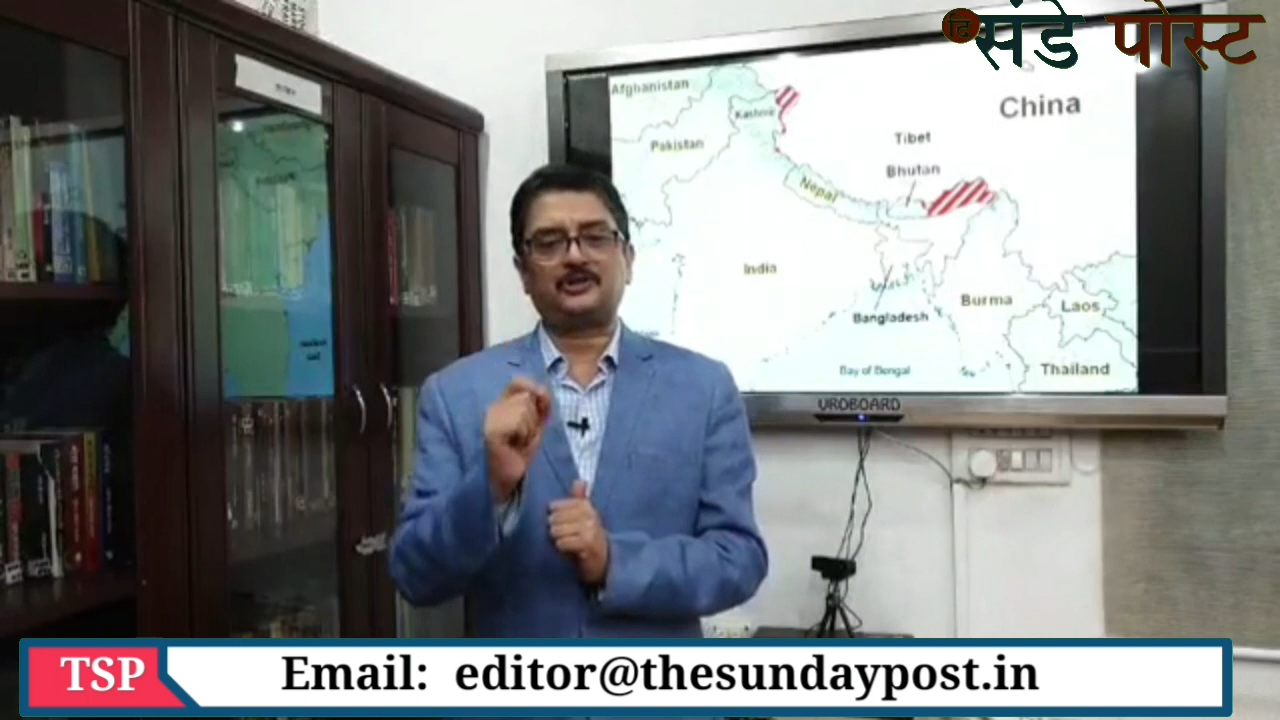 दि संडे पोस्ट
Afghanistan
China
Kashmir
Pakistan
Tibet
Bhutan
Nepal
India
Burma
Laos
Bangladesh
Bay of Bengal
Thailand
VROBOARD
TSP
Email: editor@thesundaypost.in